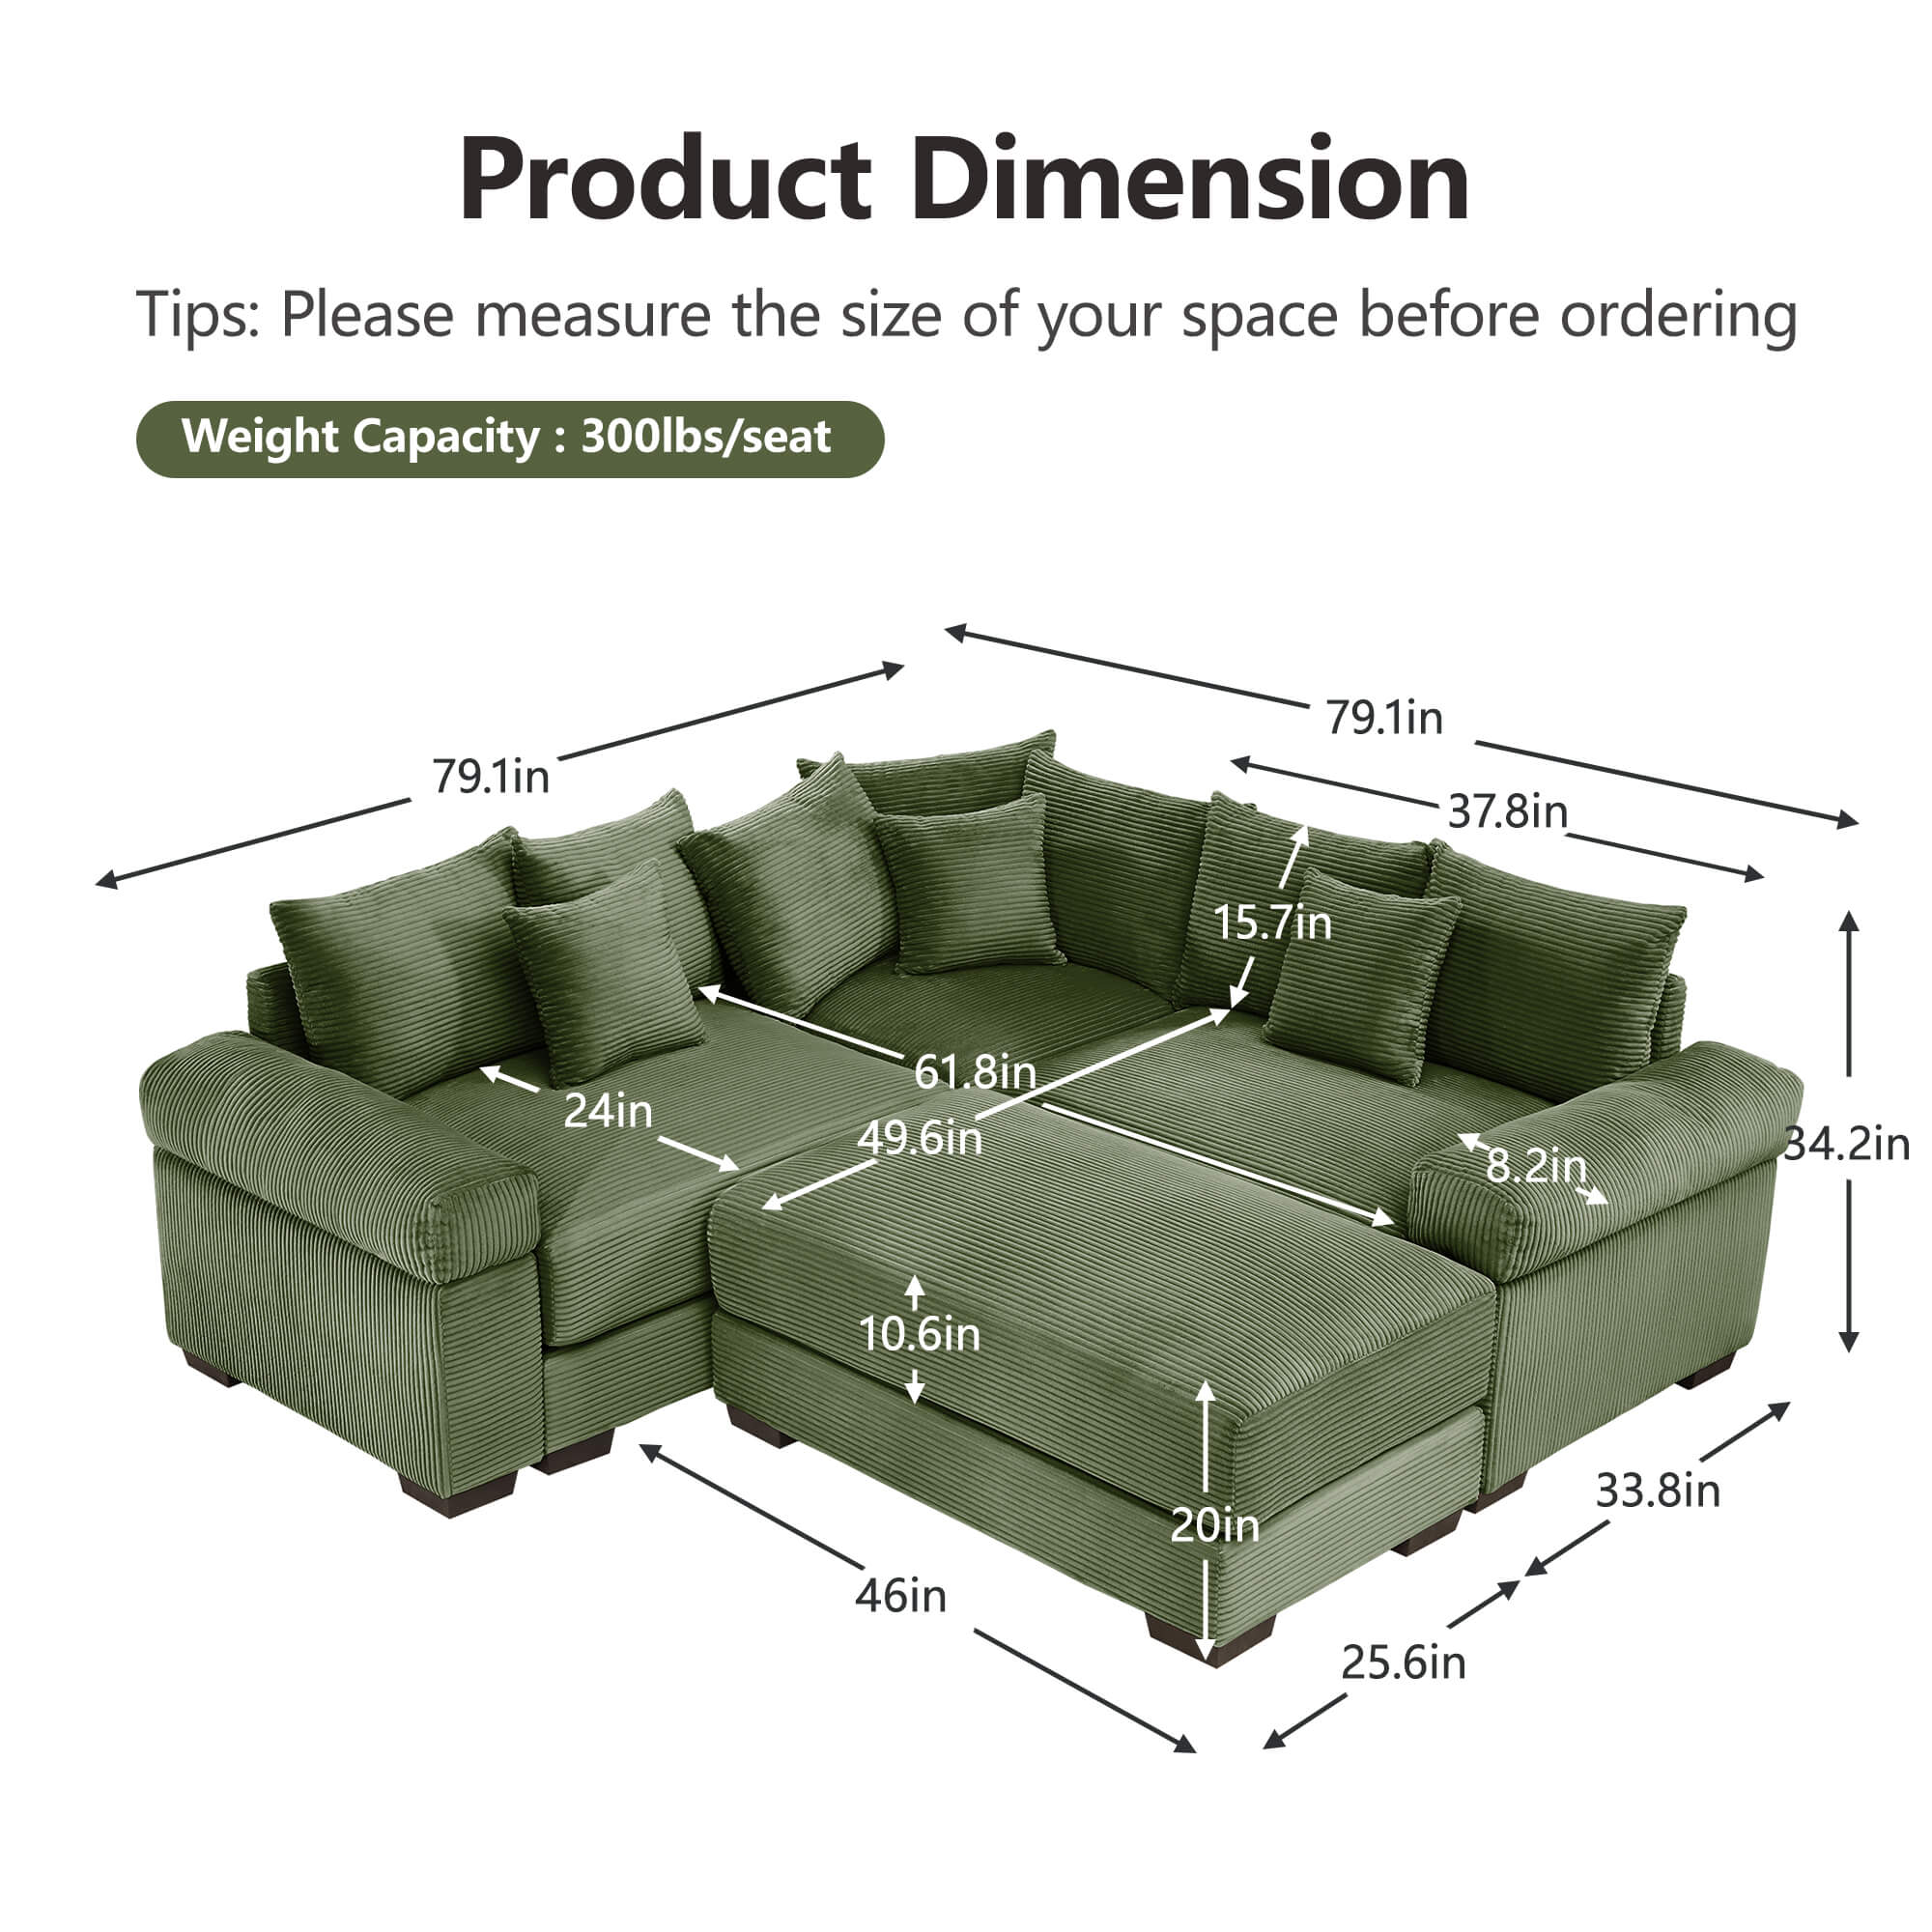 Product Dimension
Tips: Please measure the size of your space before ordering
Weight Capacity : 300lbs/seat
79.1in
79.1in
37.8in
15.7in
61.8in
24in
49.6in
8.2in
34.2in
10.6in
20in
33.8in
46in
25.6in